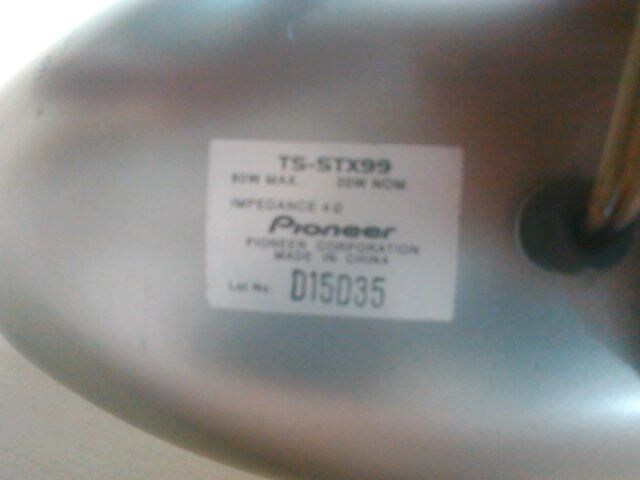 TS-STX99
80W MAX. 20W NOM.
IMPEDANCE 4 Ω
Pioneer
PIONEER CORPORATION
MADE IN CHINA
Lot No. D15D35